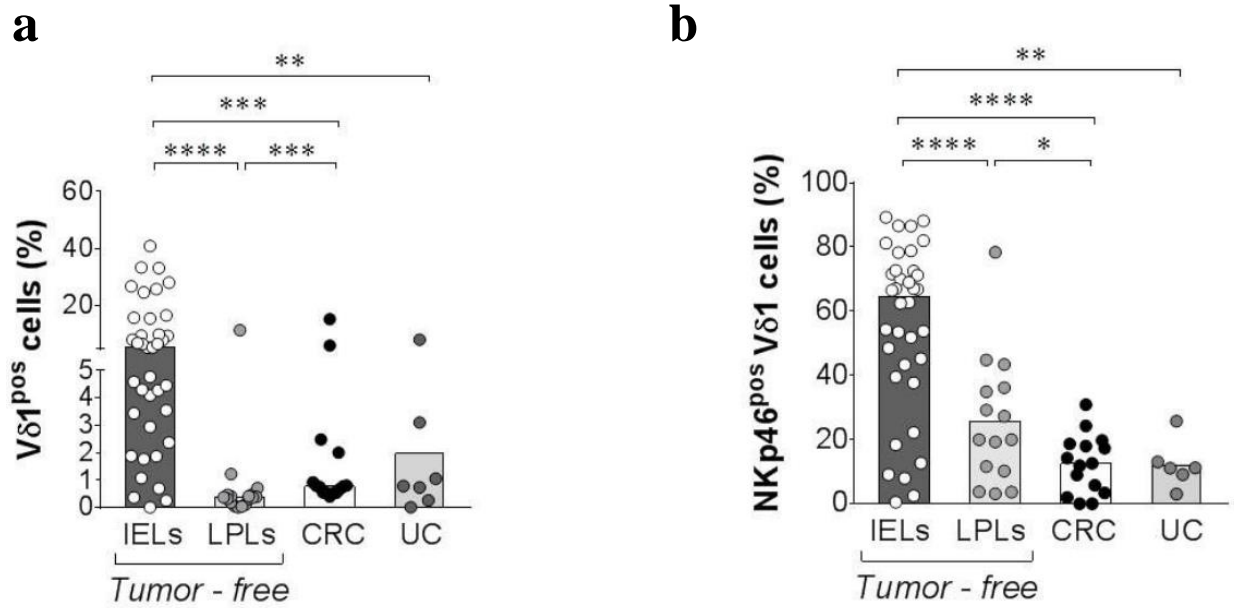 a
**
***
**** ***
Vδ1pos cells (%)
60
40
20
5
4
3
2
1
0
IELs LPLs CRC UC
Tumor - free
b
**
****
**** *
NKp46pos Vδ1 cells (%)
100
80
60
40
20
0
IELs LPLs CRC UC
Tumor - free